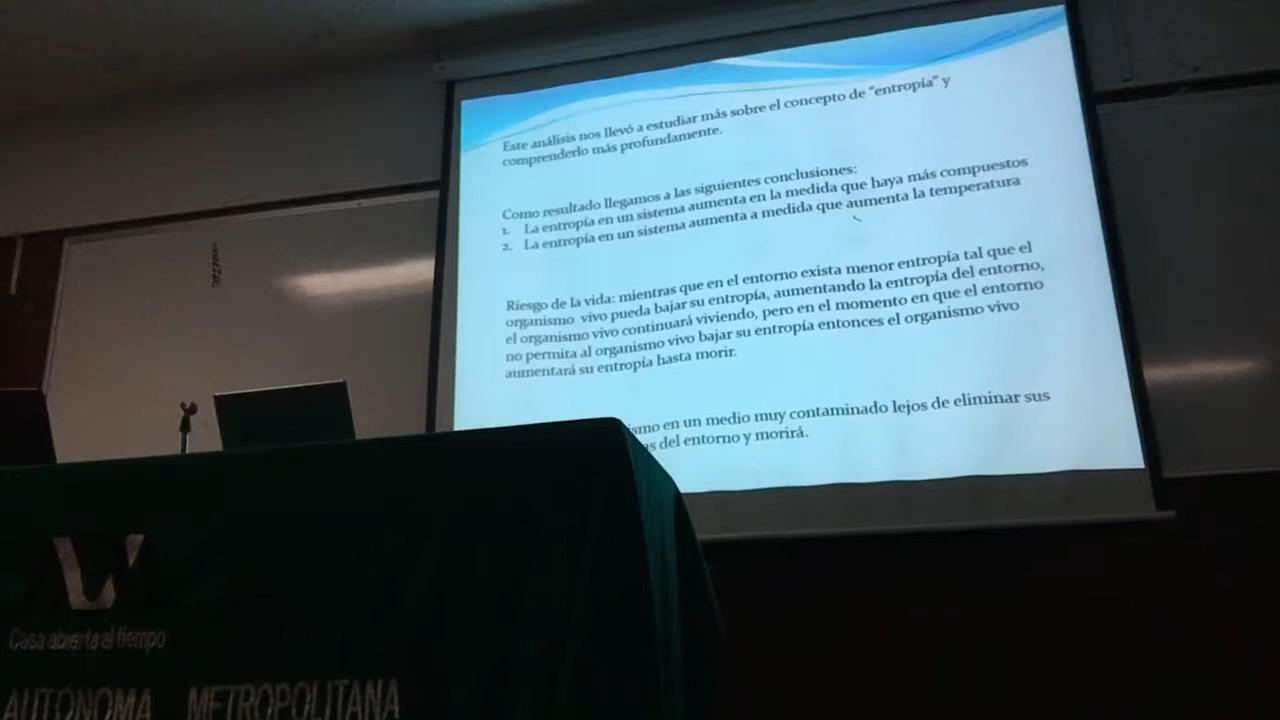 Este análisis nos llevó a estudiar más sobre el concepto de “entropía” y
comprenderlo más profundamente.
Como resultado llegamos a las siguientes conclusiones:
1. La entropía en un sistema aumenta en la medida que haya más compuestos
2. La entropía en un sistema aumenta a medida que aumenta la temperatura
Riesgo de la vida: mientras que en el entorno exista menor entropía tal que el
organismo vivo pueda bajar su entropía, aumentando la entropía del entorno,
el organismo vivo continuará viviendo, pero en el momento en que el entorno
no permita al organismo vivo bajar su entropía entonces el organismo vivo
aumentará su entropía hasta morir.
en un medio muy contaminado lejos de eliminar sus
del entorno y morirá.
Casa abierta al tiempo
AUTÓNOMA METROPOLITANA